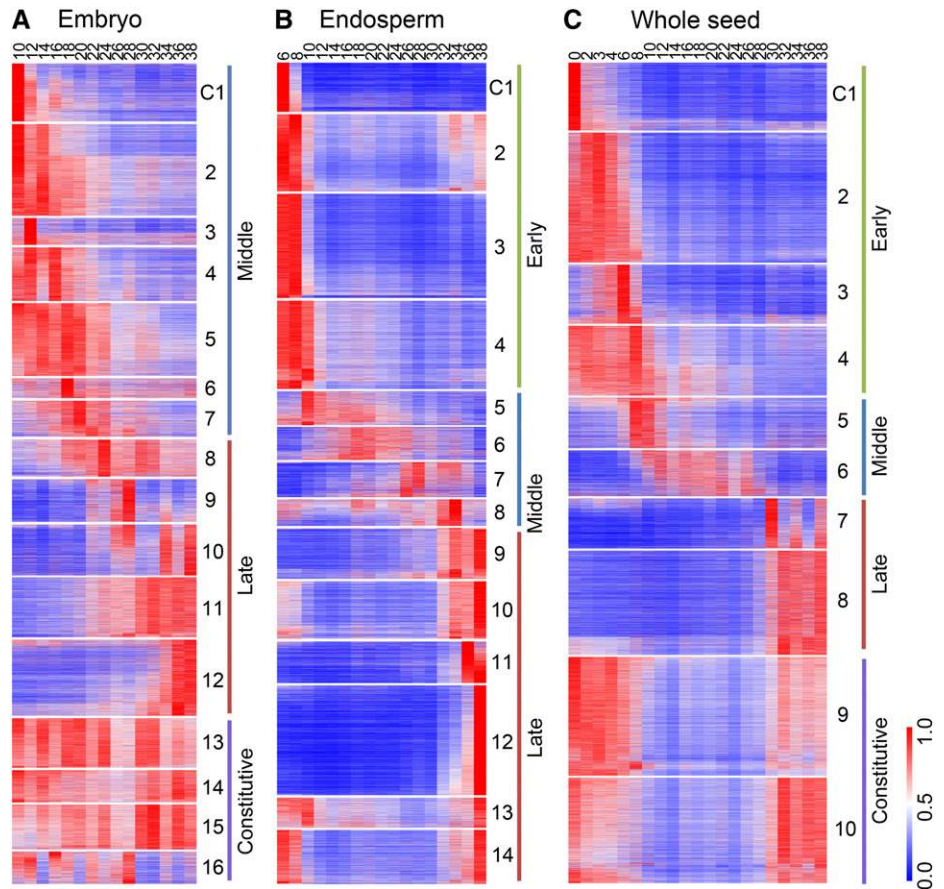 A Embryo
10 12 14 16 18 20 22 24 26 28 30 32 34 36 38
C1
2
3
4
5
6
7
8
9
10
11
12
13
14
15
16
Middle
Late
Constitutive
B Endosperm
6 8 10 12 14 16 18 20 22 24 26 28 30 32 34 36 38
C1
2
3
4
5
6
7
8
9
10
11
12
13
14
Early
Middle
Late
C Whole seed
0 2 3 4 6 8 10 12 14 16 18 20 22 24 26 28 30 32 34 36 38
C1
2
3
4
5
6
7
8
9
10
Early
Middle
Late
Constitutive
0.0 0.5 1.0